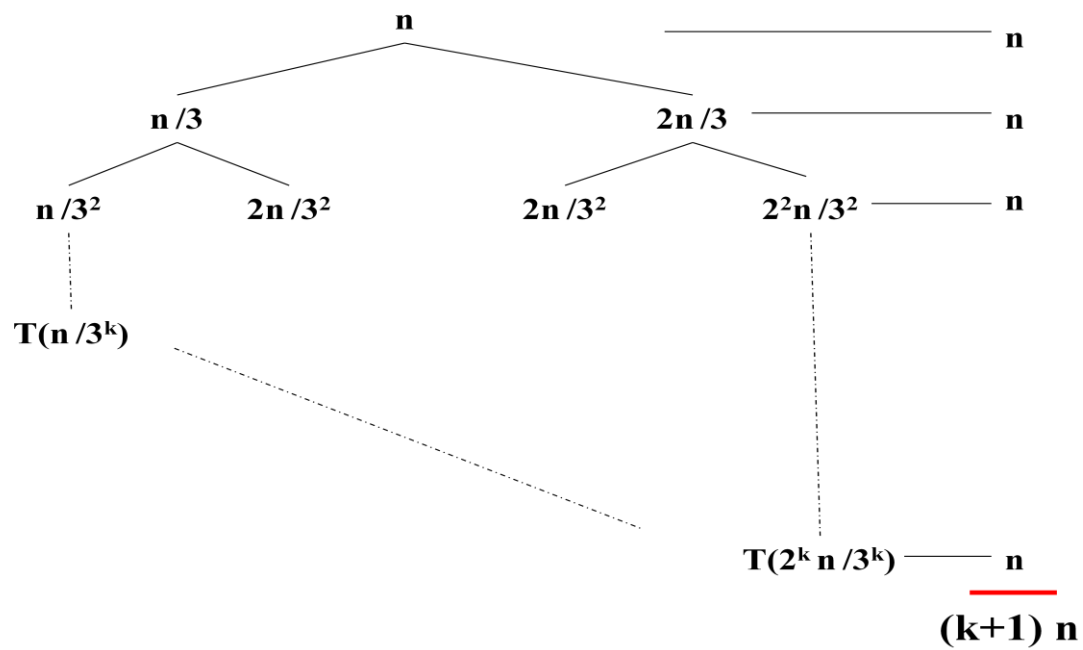 n n
n /3 2n /3 n
n /3² 2n /3² 2n /3² 2²n /3² n
T(n /3ᵏ)
T(2ᵏ n /3ᵏ) n
(k+1) n